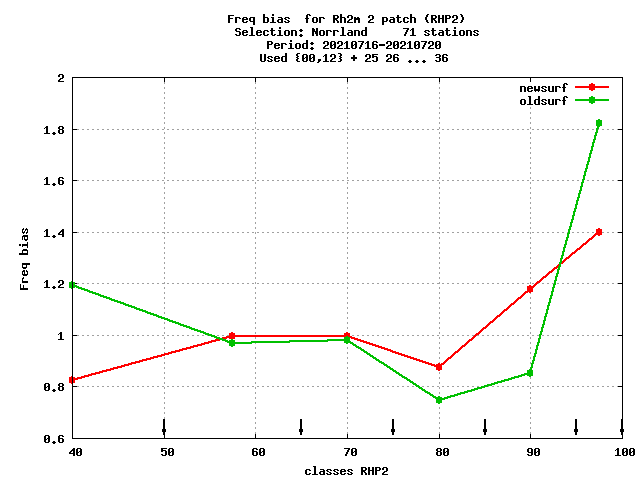 Freq bias  for Rh2m 2 patch (RHP2)
Selection: Norrland     71 stations
Period: 20210716-20210720
Used {00,12} + 25 26 ... 36
newsurf
oldsurf
2
1.8
1.6
1.4
1.2
1
0.8
0.6
Freq bias
40 50 60 70 80 90 100
classes RHP2